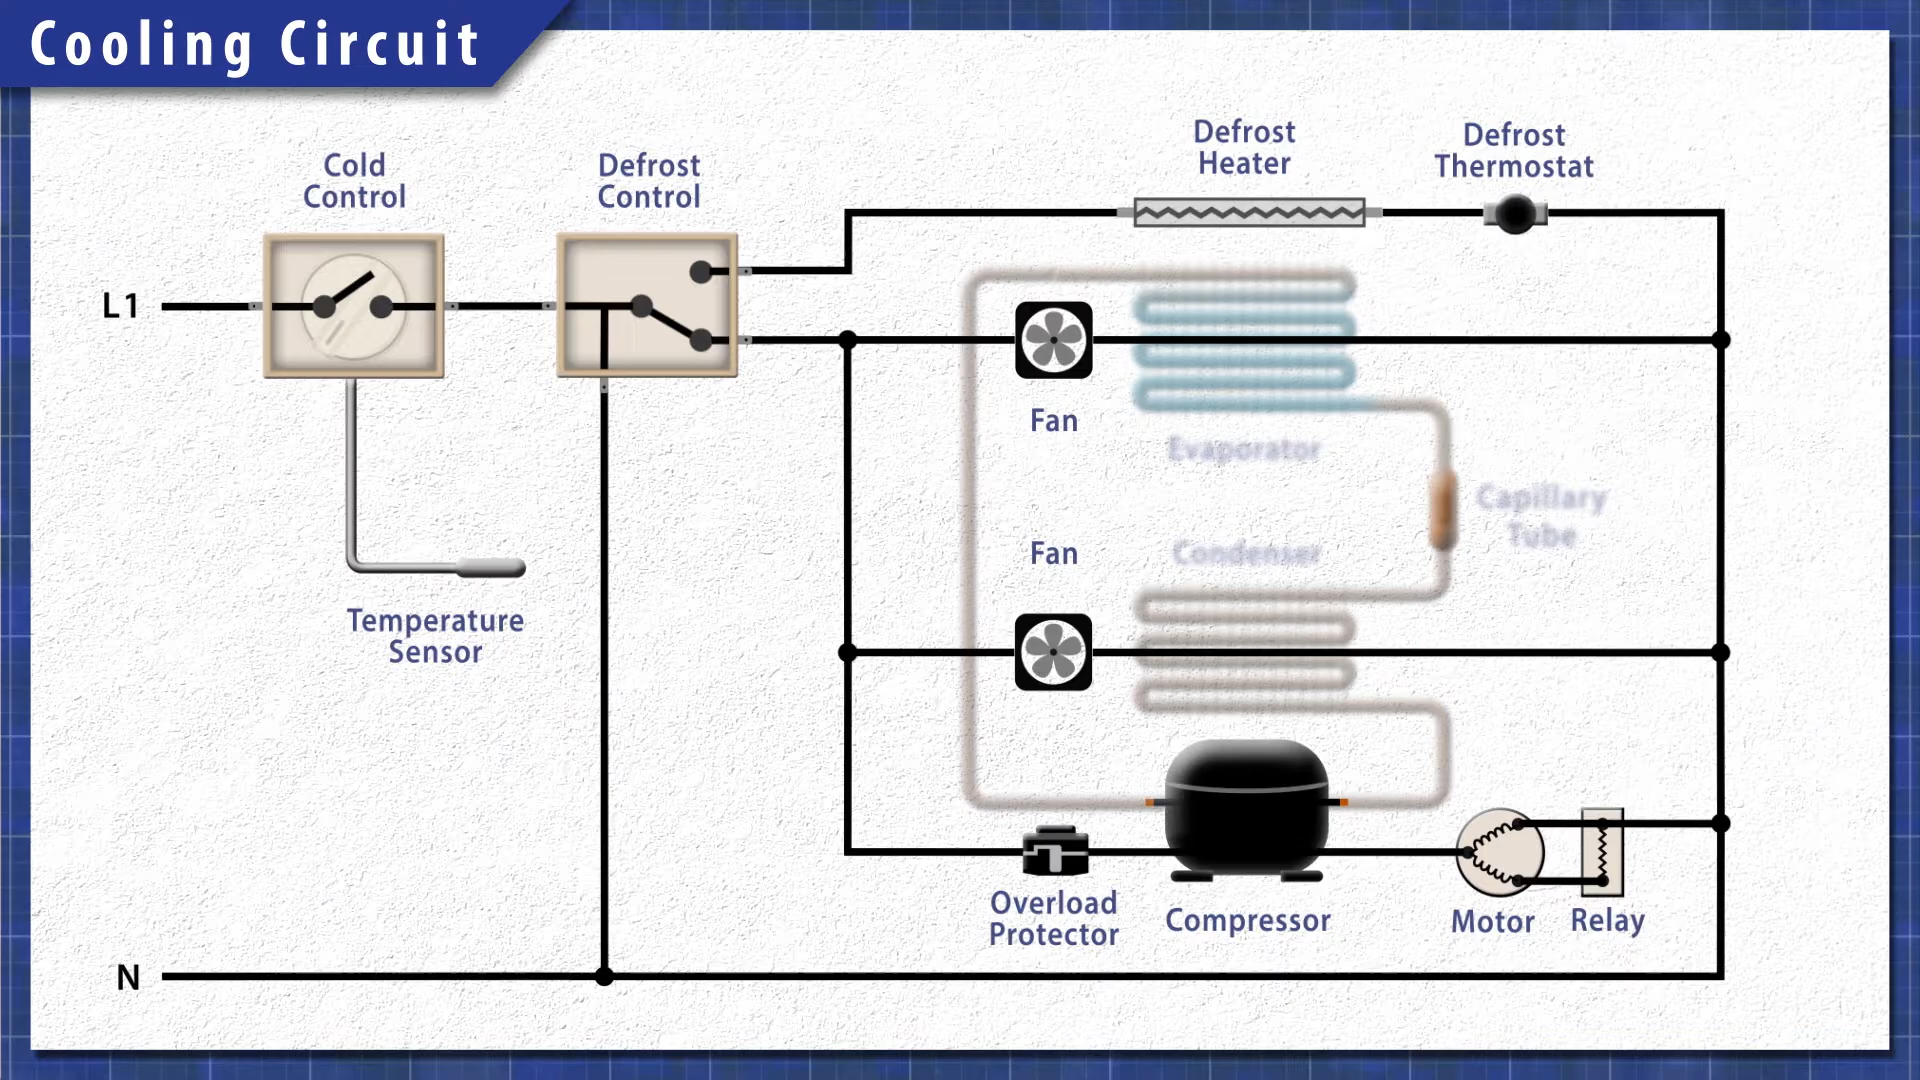 Cooling Circuit
Defrost
Heater
Defrost
Thermostat
Cold
Control
Defrost
Control
L1
Fan
Evaporator
Capillary
Tube
Fan
Condenser
Temperature
Sensor
Overload
Protector
Compressor
Motor
Relay
N